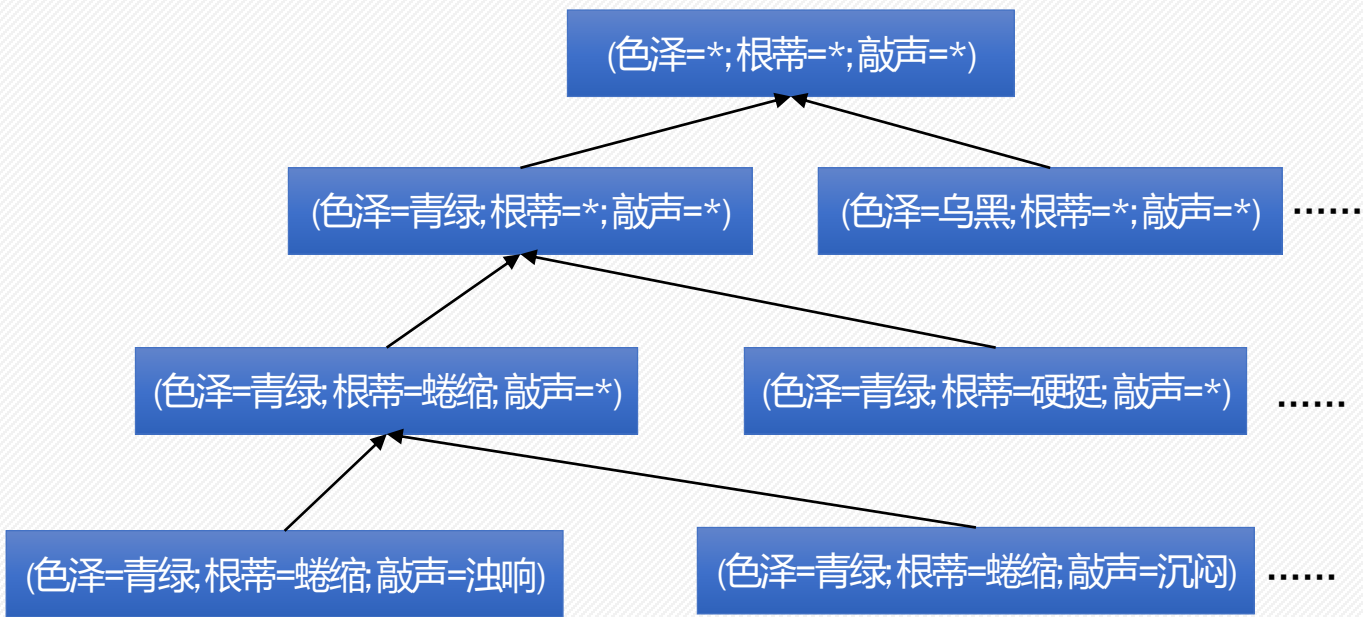 (色泽=*;根蒂=*;敲声=*)
(色泽=青绿;根蒂=*;敲声=*)
(色泽=乌黑;根蒂=*;敲声=*)
......
(色泽=青绿;根蒂=蜷缩;敲声=*)
(色泽=青绿;根蒂=硬挺;敲声=*)
......
(色泽=青绿;根蒂=蜷缩;敲声=浊响)
(色泽=青绿;根蒂=蜷缩;敲声=沉闷)
......